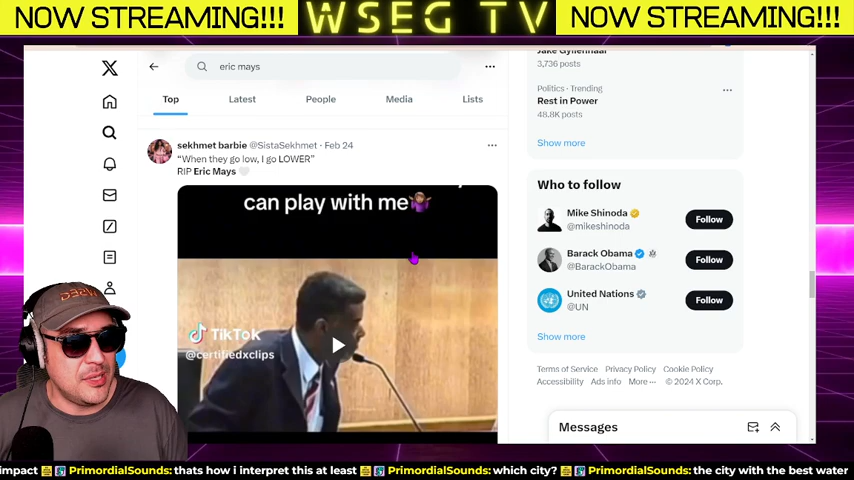 NOW STREAMING!!!
WSEG TV
NOW STREAMING!!!
eric mays
Top
Latest
People
Media
Lists
sekhmet barbie @SistaSekhmet · Feb 24
“When they go low, I go LOWER”
RIP Eric Mays
can play with me
TikTok
@certifiedxclips
Jake Gyllenhaal
3,736 posts
Politics · Trending
Rest in Power
48.8K posts
Show more
Who to follow
Mike Shinoda
@mikeshinoda
Follow
Barack Obama
@BarackObama
Follow
United Nations
@UN
Follow
Show more
Terms of Service Privacy Policy Cookie Policy
Accessibility Ads info More ··· © 2024 X Corp.
Messages
impact PrimordialSounds: thats how i interpret this at least PrimordialSounds: which city? PrimordialSounds: the city with the best water